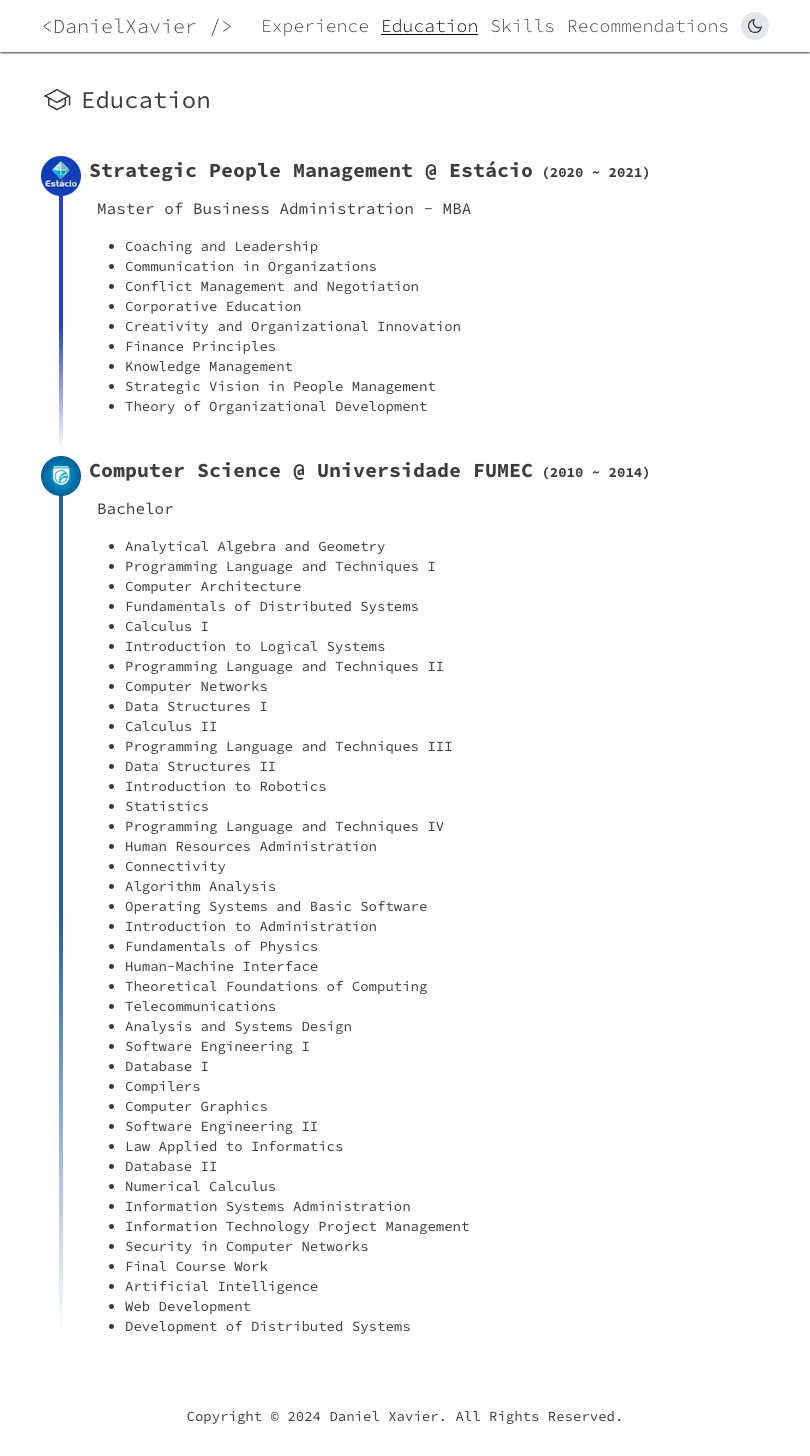 <DanielXavier />
Experience Education Skills Recommendations
Education
Estácio
Strategic People Management @ Estácio (2020 ~ 2021)
Master of Business Administration - MBA
Coaching and Leadership
Communication in Organizations
Conflict Management and Negotiation
Corporative Education
Creativity and Organizational Innovation
Finance Principles
Knowledge Management
Strategic Vision in People Management
Theory of Organizational Development
Computer Science @ Universidade FUMEC (2010 ~ 2014)
Bachelor
Analytical Algebra and Geometry
Programming Language and Techniques I
Computer Architecture
Fundamentals of Distributed Systems
Calculus I
Introduction to Logical Systems
Programming Language and Techniques II
Computer Networks
Data Structures I
Calculus II
Programming Language and Techniques III
Data Structures II
Introduction to Robotics
Statistics
Programming Language and Techniques IV
Human Resources Administration
Connectivity
Algorithm Analysis
Operating Systems and Basic Software
Introduction to Administration
Fundamentals of Physics
Human-Machine Interface
Theoretical Foundations of Computing
Telecommunications
Analysis and Systems Design
Software Engineering I
Database I
Compilers
Computer Graphics
Software Engineering II
Law Applied to Informatics
Database II
Numerical Calculus
Information Systems Administration
Information Technology Project Management
Security in Computer Networks
Final Course Work
Artificial Intelligence
Web Development
Development of Distributed Systems
Copyright © 2024 Daniel Xavier. All Rights Reserved.